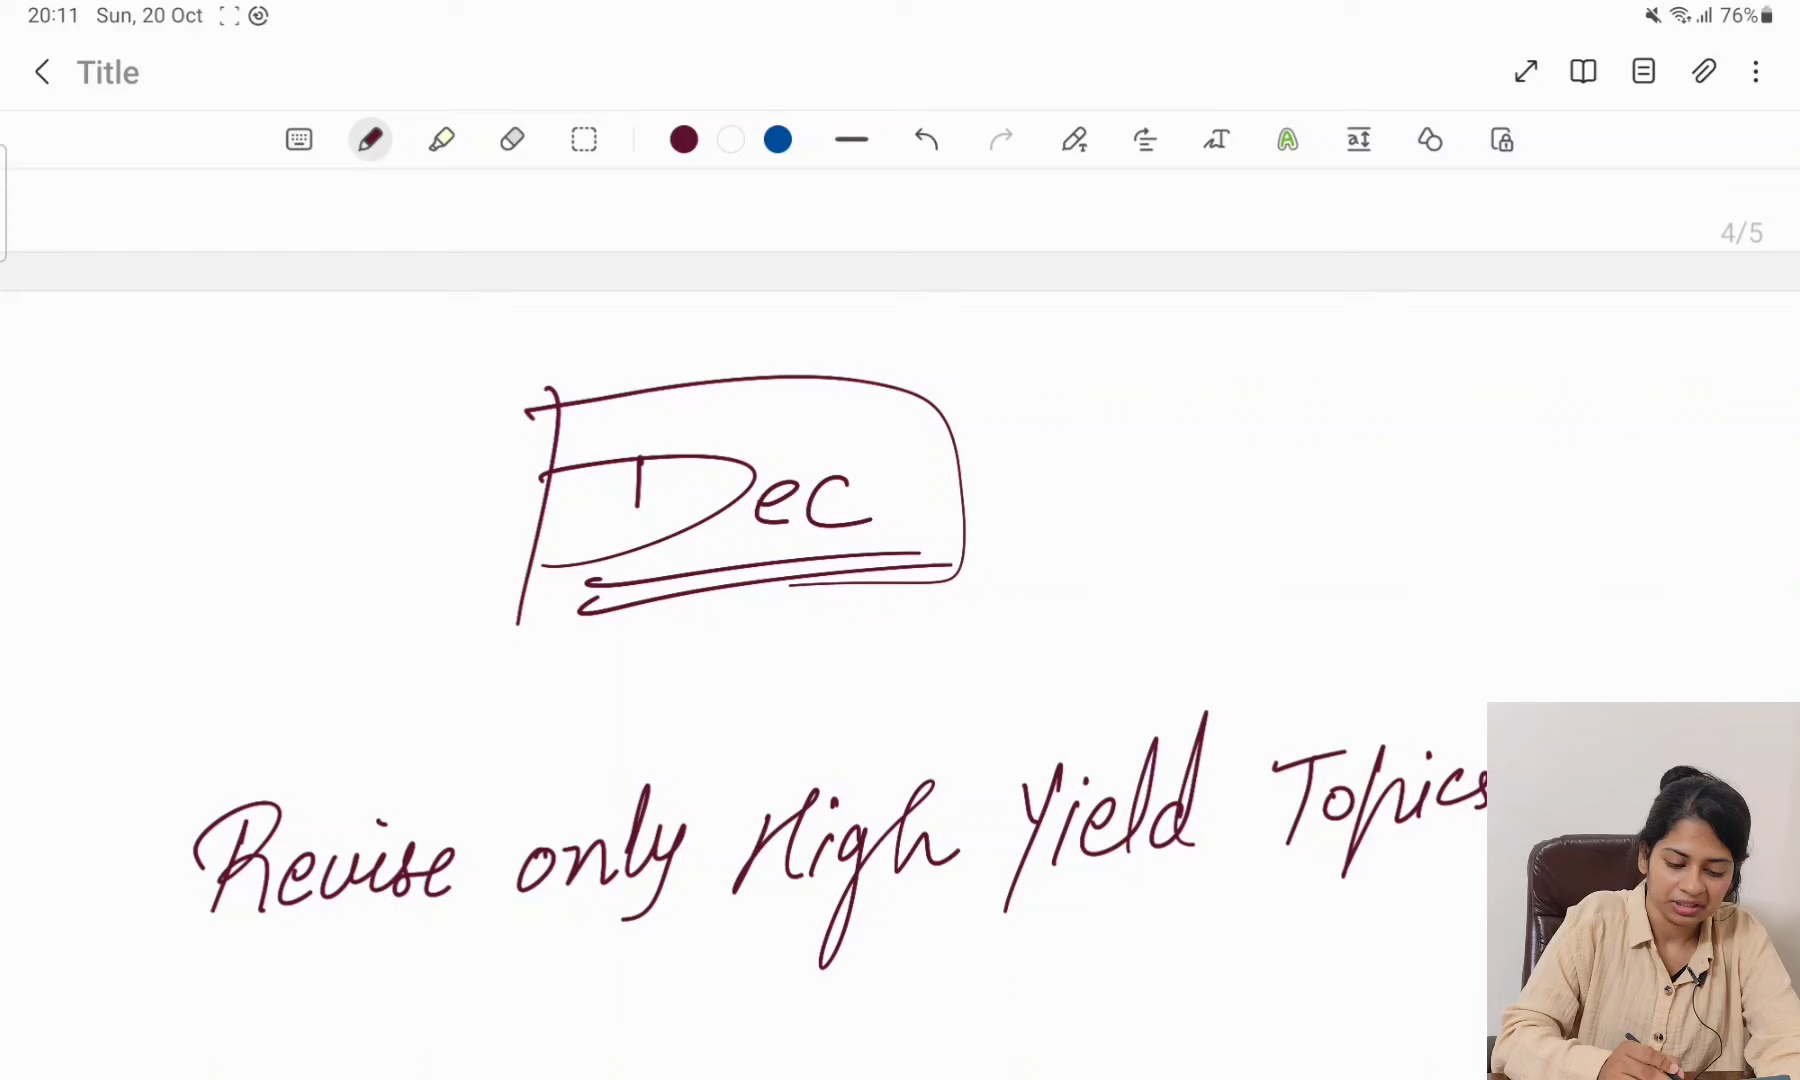 20:11 Sun, 20 Oct 76%
Title
4/5
Dec
Revise only High Yield Topics